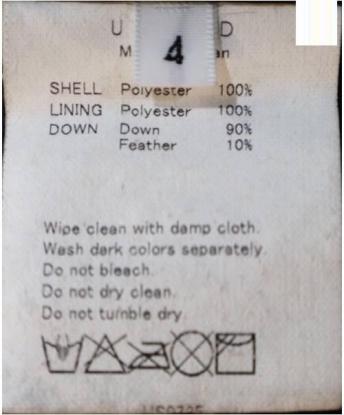 4
SHELL Polyester 100%
LINING Polyester 100%
DOWN Down 90%
Feather 10%
Wipe clean with damp cloth.
Wash dark colors separately.
Do not bleach.
Do not dry clean.
Do not tumble dry.